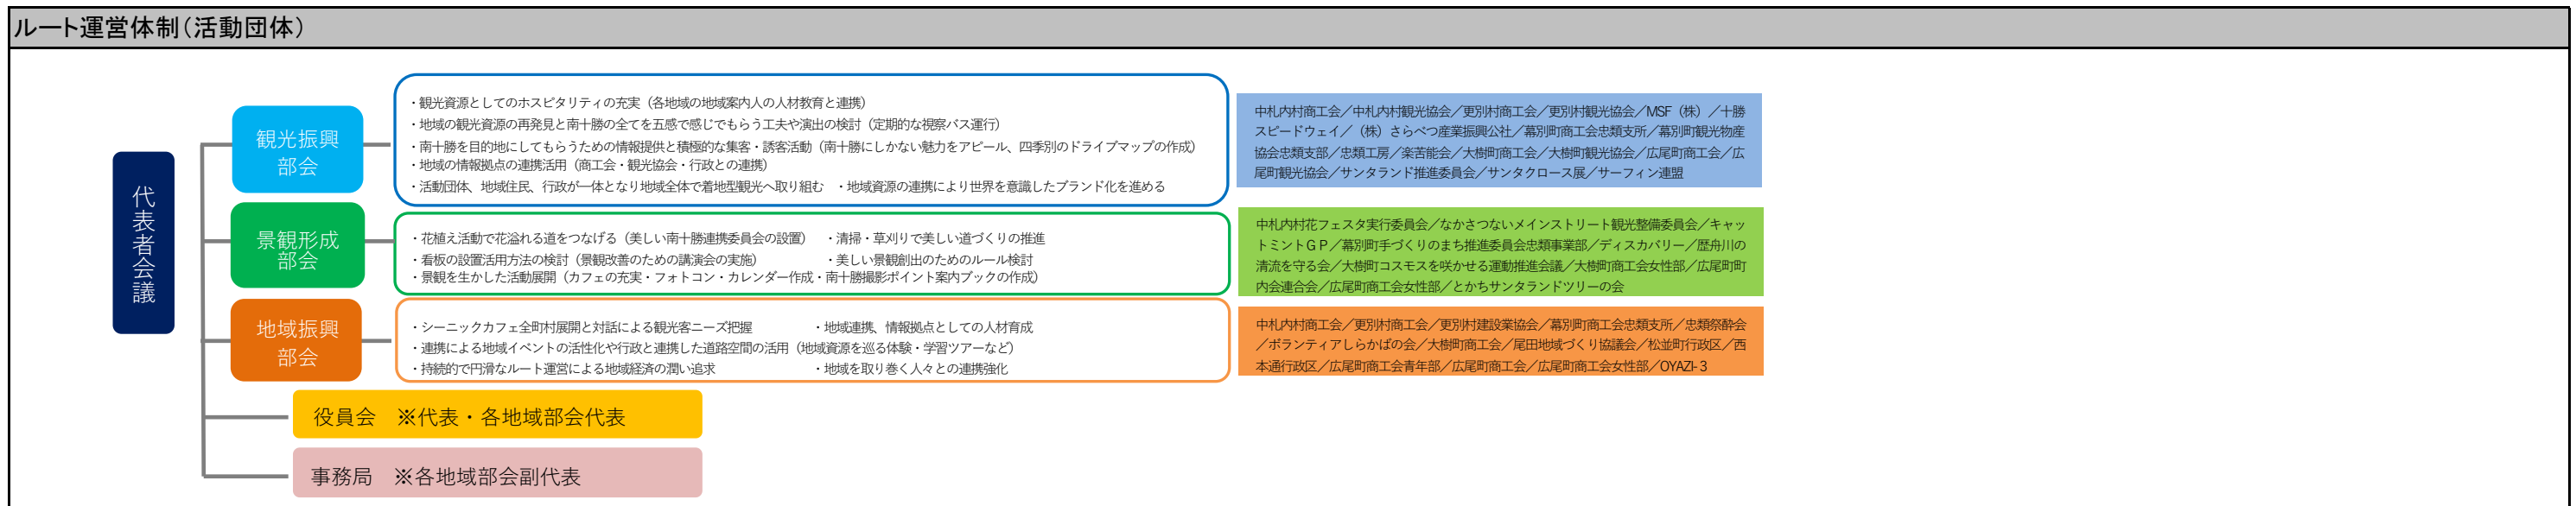 ルート運営体制（活動団体）
代表者会議
観光振興
部会
・観光資源としてのホスピタリティの充実（各地域の地域案内人の人材教育と連携）
・地域の観光資源の再発見と南十勝の全てを五感で感じてもらう工夫や演出の検討（定期的な視察バス運行）
・南十勝を目的地にしてもらうための情報提供と積極的な集客・誘客活動（南十勝にしかない魅力をアピール、四季別のドライブマップの作成）
・地域の情報拠点の連携活用（商工会・観光協会・行政との連携）
・活動団体、地域住民、行政が一体となり地域全体で着地型観光へ取り組む　・地域資源の連携により世界を意識したブランド化を進める
中札内村商工会／中札内村観光協会／更別村商工会／更別村観光協会／MSF（株）／十勝
スピードウェイ／（株）さらべつ産業振興公社／幕別町商工会忠類支所／幕別町観光物産
協会忠類支部／忠類工房／楽苦能会／大樹町商工会／大樹町観光協会／広尾町商工会／広
尾町観光協会／サンタランド推進委員会／サンタクロース展／サーフィン連盟
景観形成
部会
・花植え活動で花溢れる道をつなげる（美しい南十勝連携委員会の設置）　・清掃・草刈りで美しい道づくりの推進
・看板の設置活用方法の検討（景観改善のための講演会の実施）　・美しい景観創出のためのルール検討
・景観を生かした活動展開（カフェの充実・フォトコン・カレンダー作成・南十勝撮影ポイント案内ブックの作成）
中札内村花フェスタ実行委員会／なかさつないメインストリート観光整備委員会／キャッ
トミントＧＰ／幕別町手づくりのまち推進委員会忠類事業部／ディスカバリー／歴舟川の
清流を守る会／大樹町コスモスを咲かせる運動推進会議／大樹町商工会女性部／広尾町町
内会連合会／広尾町商工会女性部／とかちサンタランドツリーの会
地域振興
部会
・シーニックカフェ全町村展開と対話による観光客ニーズ把握　・地域連携、情報拠点としての人材育成
・連携による地域イベントの活性化や行政と連携した道路空間の活用（地域資源を巡る体験・学習ツアーなど）
・持続的で円滑なルート運営による地域経済の潤い追求　・地域を取り巻く人々との連携強化
中札内村商工会／更別村商工会／更別村建設業協会／幕別町商工会忠類支所／忠類祭酔会
／ボランティアしらかばの会／大樹町商工会／尾田地域づくり協議会／松並町行政区／西
本通行政区／広尾町商工会青年部／広尾町商工会／広尾町商工会女性部／OYAZI-３
役員会　※代表・各地域部会代表
事務局　※各地域部会副代表